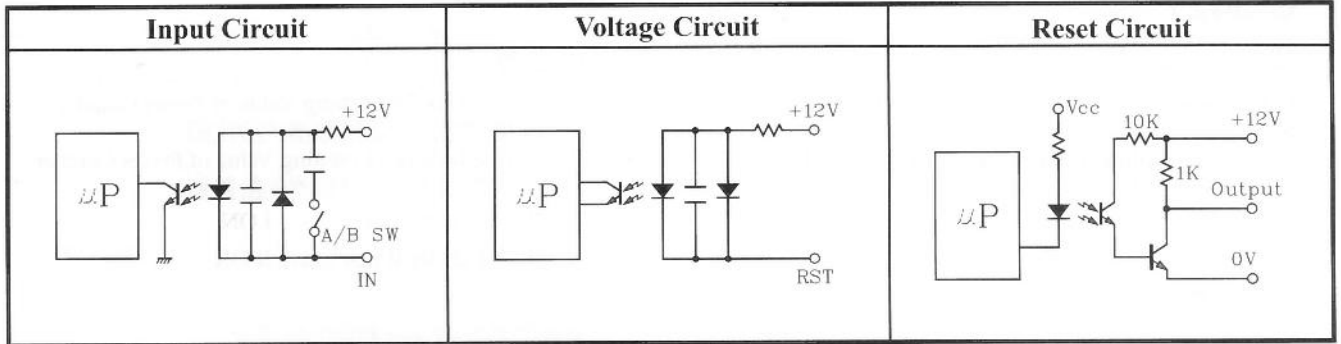 Input Circuit
Voltage Circuit
Reset Circuit
+12V
μP
A/B SW
IN
+12V
μP
RST
Vcc
10K
+12V
1K
Output
μP
0V